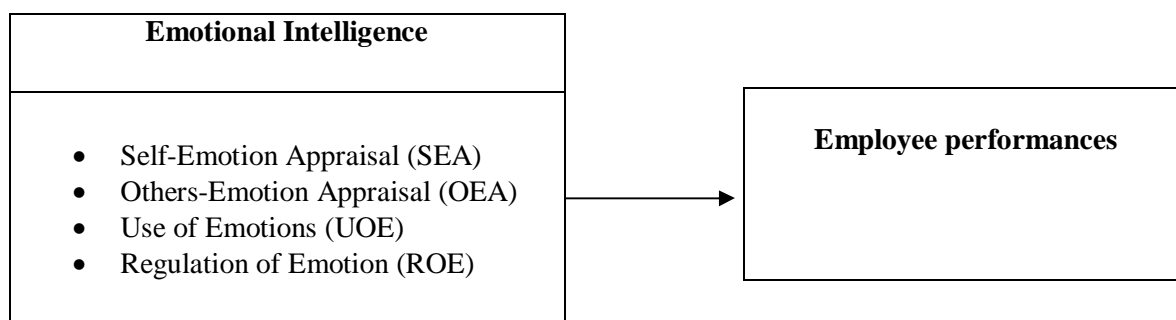 Emotional Intelligence
• Self-Emotion Appraisal (SEA)
• Others-Emotion Appraisal (OEA)
• Use of Emotions (UOE)
• Regulation of Emotion (ROE)
Employee performances